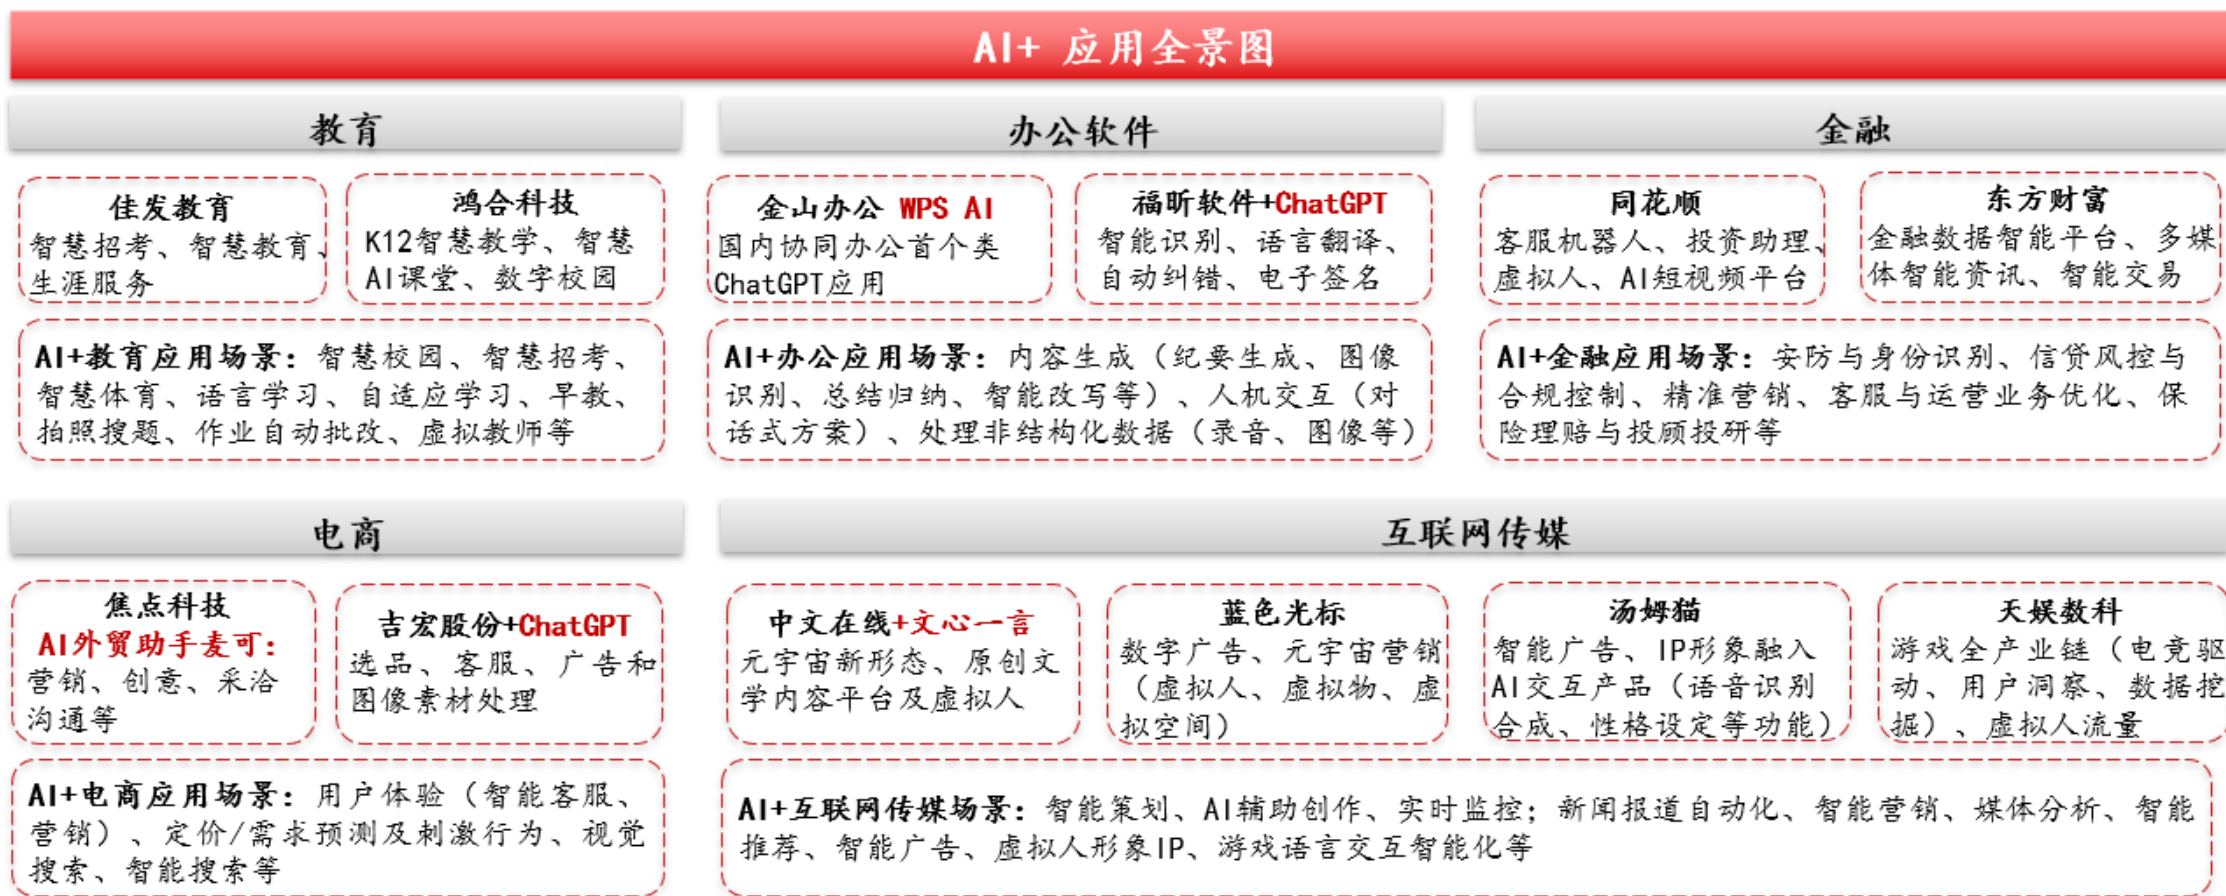 AI+ 应用全景图
教育
佳发教育
智慧招考、智慧教育、
生涯服务
鸿合科技
K12智慧教学、智慧
AI课堂、数字校园
AI+教育应用场景：智慧校园、智慧招考、
智慧体育、语言学习、自适应学习、早教、
拍照搜题、作业自动批改、虚拟教师等
办公软件
金山办公 WPS AI
国内协同办公首个类
ChatGPT应用
福昕软件+ChatGPT
智能识别、语言翻译、
自动纠错、电子签名
AI+办公应用场景：内容生成（纪要生成、图像
识别、总结归纳、智能改写等）、人机交互（对
话式方案）、处理非结构化数据（录音、图像等）
金融
同花顺
客服机器人、投资助理、
虚拟人、AI短视频平台
东方财富
金融数据智能平台、多媒
体智能资讯、智能交易
AI+金融应用场景：安防与身份识别、信贷风控与
合规控制、精准营销、客服与运营业务优化、保
险理赔与投顾投研等
电商
焦点科技
AI外贸助手麦可：
营销、创意、采洽
沟通等
吉宏股份+ChatGPT
选品、客服、广告和
图像素材处理
AI+电商应用场景：用户体验（智能客服、
营销）、定价/需求预测及刺激行为、视觉
搜索、智能搜索等
互联网传媒
中文在线+文心一言
元宇宙新形态、原创文
学内容平台及虚拟人
蓝色光标
数字广告、元宇宙营销
（虚拟人、虚拟物、虚
拟空间）
汤姆猫
智能广告、IP形象融入
AI交互产品（语音识别
合成、性格设定等功能）
天娱数科
游戏全产业链（电竞驱
动、用户洞察、数据挖
掘）、虚拟人流量
AI+互联网传媒场景：智能策划、AI辅助创作、实时监控；新闻报道自动化、智能营销、媒体分析、智能
推荐、智能广告、虚拟人形象IP、游戏语言交互智能化等